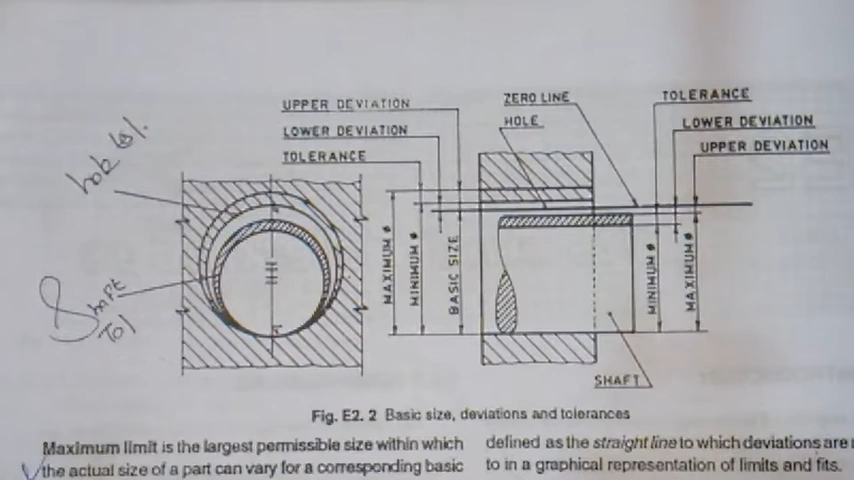 UPPER DEVIATION
LOWER DEVIATION
TOLERANCE
ZERO LINE
HOLE
TOLERANCE
LOWER DEVIATION
UPPER DEVIATION
hole tol.
Shaft
Tol
MAXIMUM ø
MINIMUM ø
BASIC SIZE
MINIMUM ø
MAXIMUM ø
SHAFT
Fig. E2. 2 Basic size, deviations and tolerances
Maximum limit is the largest permissible size within which
the actual size of a part can vary for a corresponding basic
defined as the straight line to which deviations are
to in a graphical representation of limits and fits.